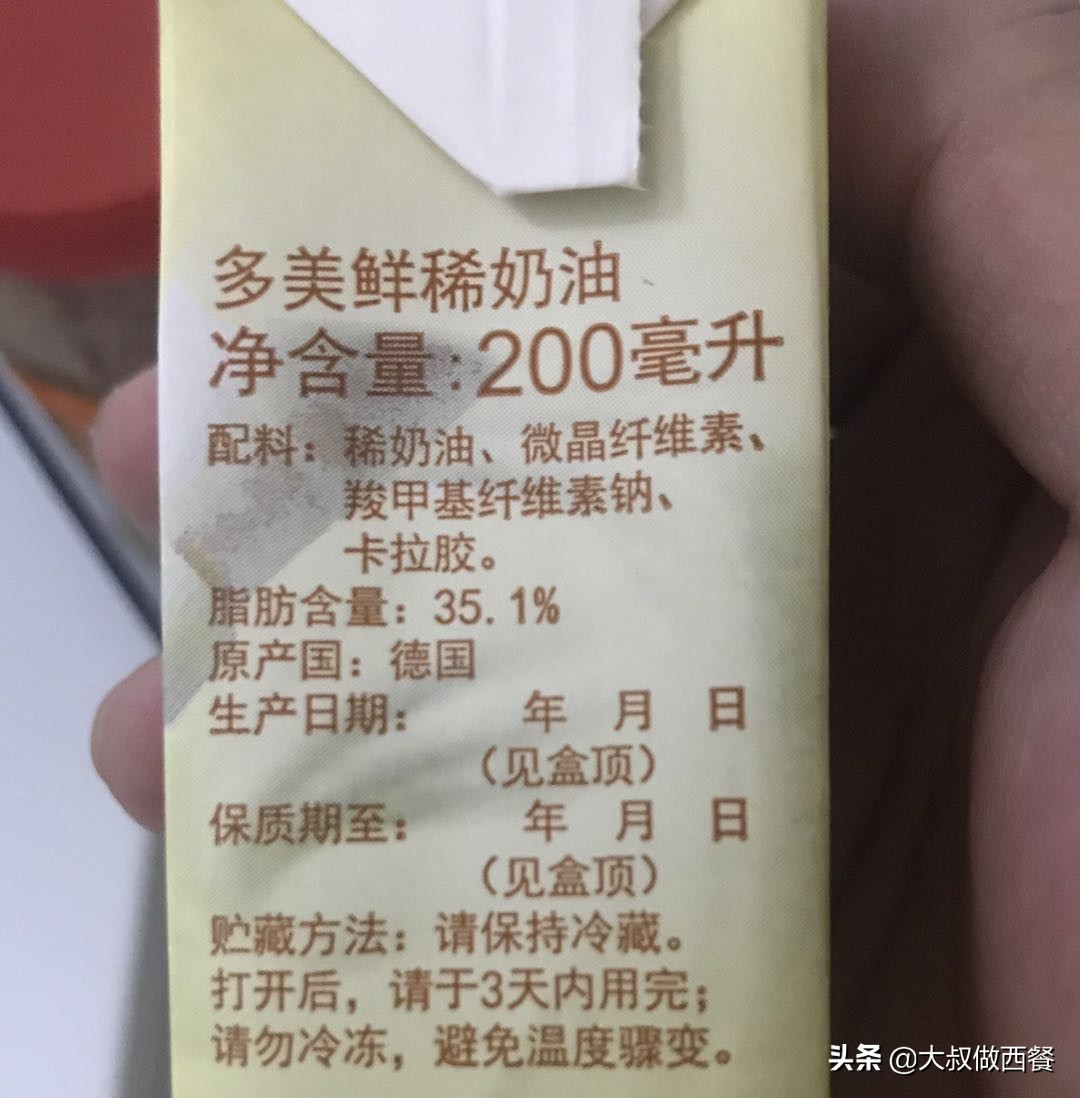 多美鲜稀奶油
净含量:200毫升
配料:稀奶油、微晶纤维素、
羧甲基纤维素钠、
卡拉胶。
脂肪含量:35.1%
原产国:德国
生产日期: 年 月 日
(见盒顶)
保质期至: 年 月 日
(见盒顶)
贮藏方法:请保持冷藏。
打开后,请于3天内用完;
请勿冷冻,避免温度骤变。
头条 @大叔做西餐